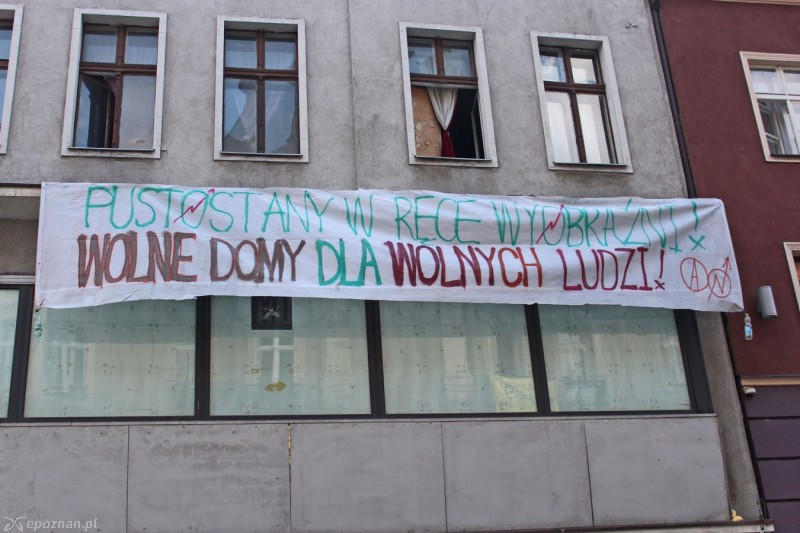 PUSTOSTANY W RĘCE WYOBRAŹNI!
WOLNE DOMY DLA WOLNYCH LUDZI!
A N
epoznan.pl